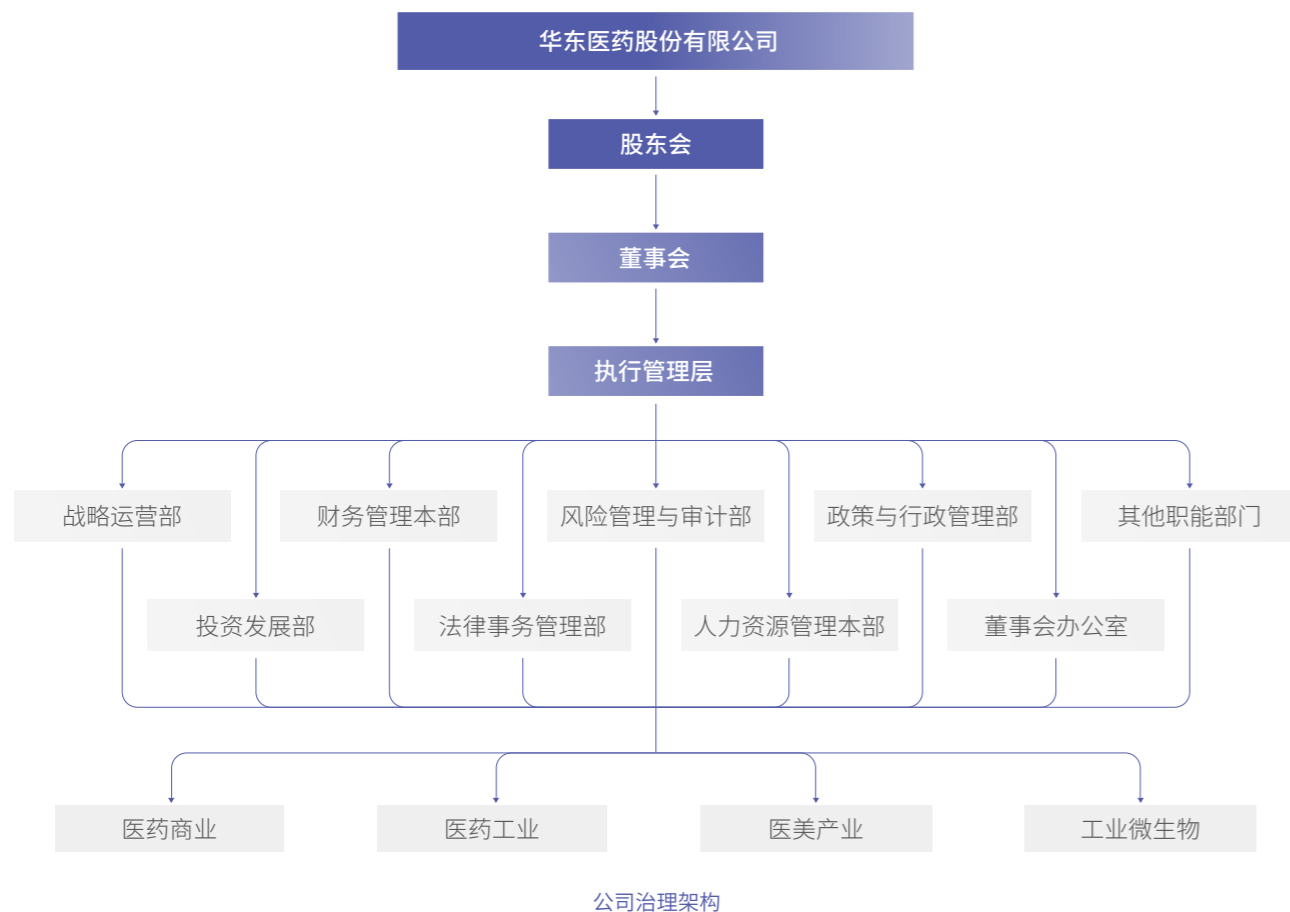 华东医药股份有限公司
股东会
董事会
执行管理层
战略运营部
财务管理本部
风险管理与审计部
政策与行政管理部
其他职能部门
投资发展部
法律事务管理部
人力资源管理本部
董事会办公室
医药商业
医药工业
医美产业
工业微生物
公司治理架构